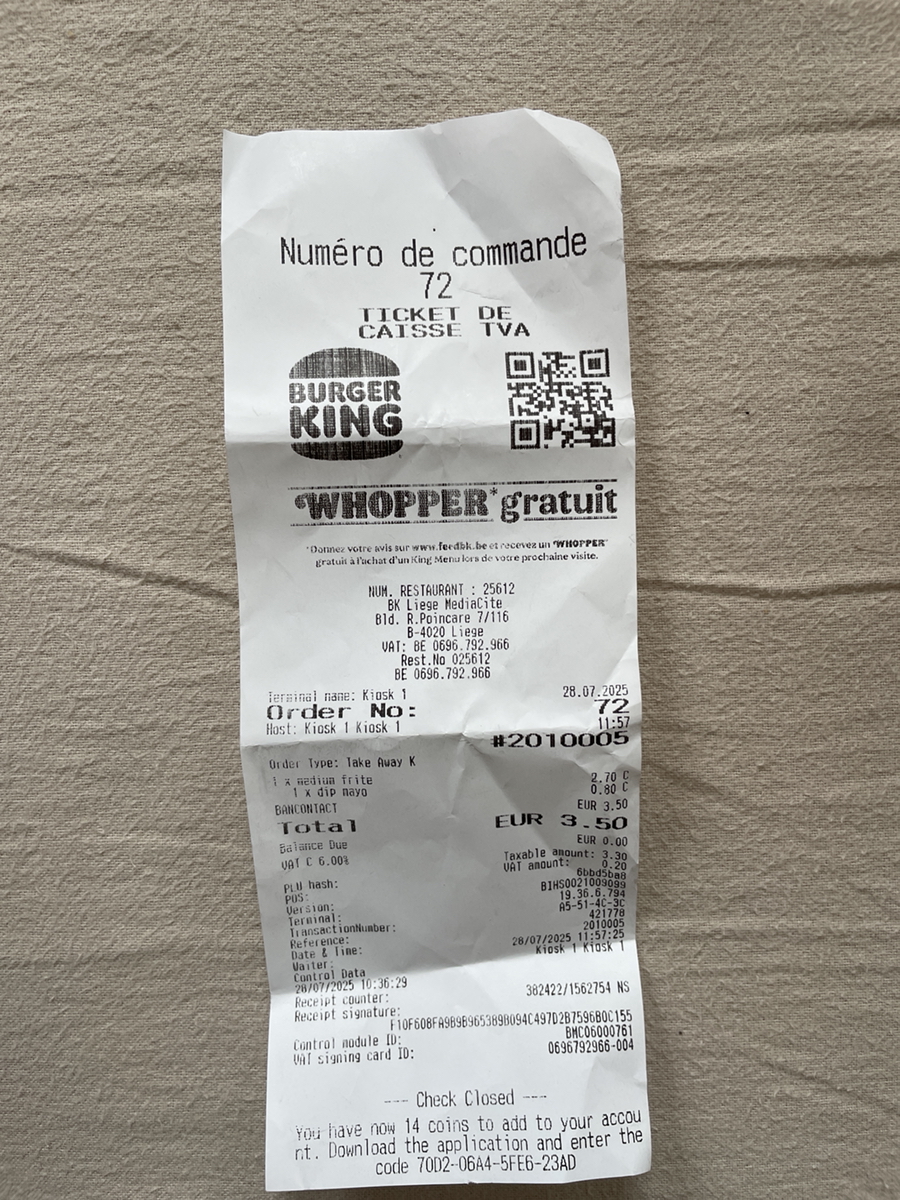 Numéro de commande
72
TICKET DE
CAISSE TVA
BURGER
KING
WHOPPER* gratuit
*Donnez votre avis sur www.feedbk.be et recevez un WHOPPER®
gratuit à l'achat d'un King Menu lors de votre prochaine visite.
NUM. RESTAURANT : 25612
BK Liege MediaCite
Bld. R.Poincare 7/116
B-4020 Liege
VAT: BE 0696.792.966
Rest.No 025612
BE 0696.792.966
Terminal name: Kiosk 1 28.07.2025
Order No: 72
Host: Kiosk 1 Kiosk 1 11:57
#2010005
Order Type: Take Away K
1 x medium frite 2.70 C
1 x dip mayo 0.80 C
BANCONTACT EUR 3.50
Total EUR 3.50
Balance Due EUR 0.00
VAT C 6.00% Taxable amount: 3.30
VAT amount: 0.20
PLU hash: 6bbd5ba8
POS: BIHS0021009099
Version: 19.36.6.794
Terminal: A5-51-4C-3C
TransactionNumber: 421778
Reference: 2010005
Date & Time: 28/07/2025 11:57:25
Waiter: Kiosk 1 Kiosk 1
Control Data
28/07/2025 10:36:29
Receipt counter: 382422/1562754 NS
Receipt signature:
F10F608FA9B9B965389B094C497D2B7596B0C155
Control module ID: BMC06000761
VAT signing card ID: 0696792966-004
--- Check Closed ---
You have now 14 coins to add to your accou
nt. Download the application and enter the
code 70D2-06A4-5FE6-23AD